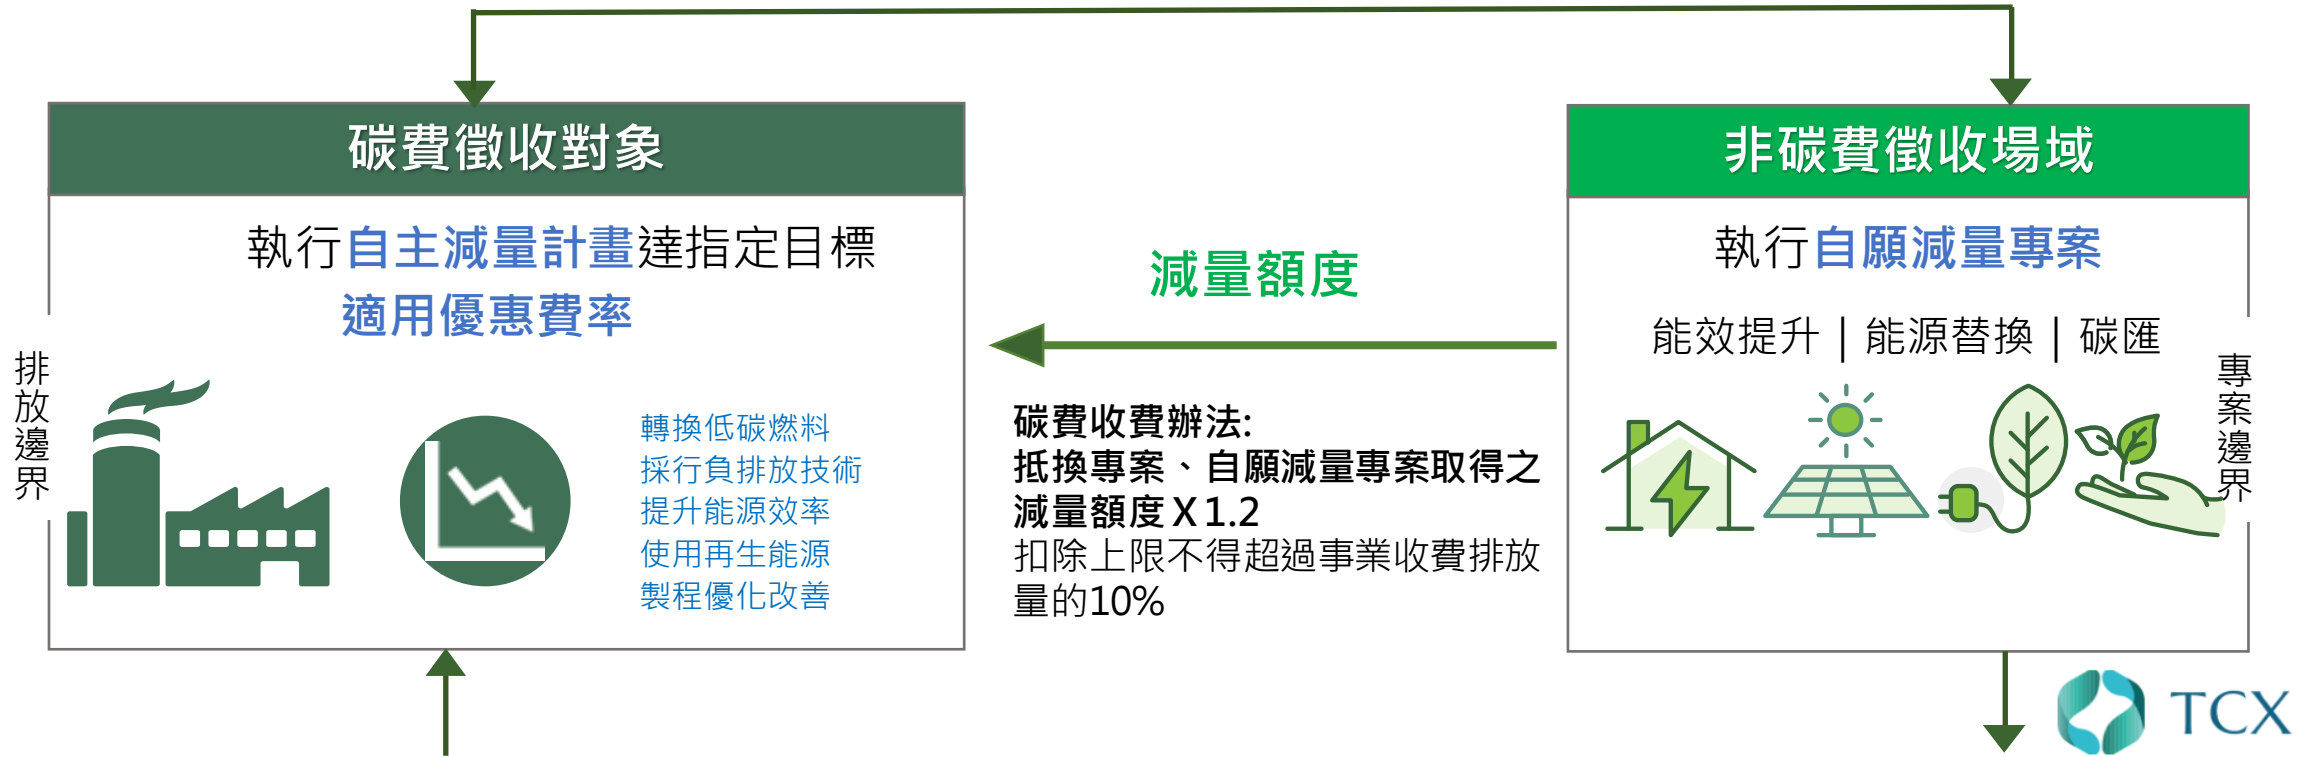 碳費徵收對象
執行自主減量計畫達指定目標
適用優惠費率
排放邊界
轉換低碳燃料
採行負排放技術
提升能源效率
使用再生能源
製程優化改善
減量額度
碳費收費辦法:
抵換專案、自願減量專案取得之
減量額度 X 1.2
扣除上限不得超過事業收費排放
量的10%
非碳費徵收場域
執行自願減量專案
能效提升 | 能源替換 | 碳匯
專案邊界
TCX